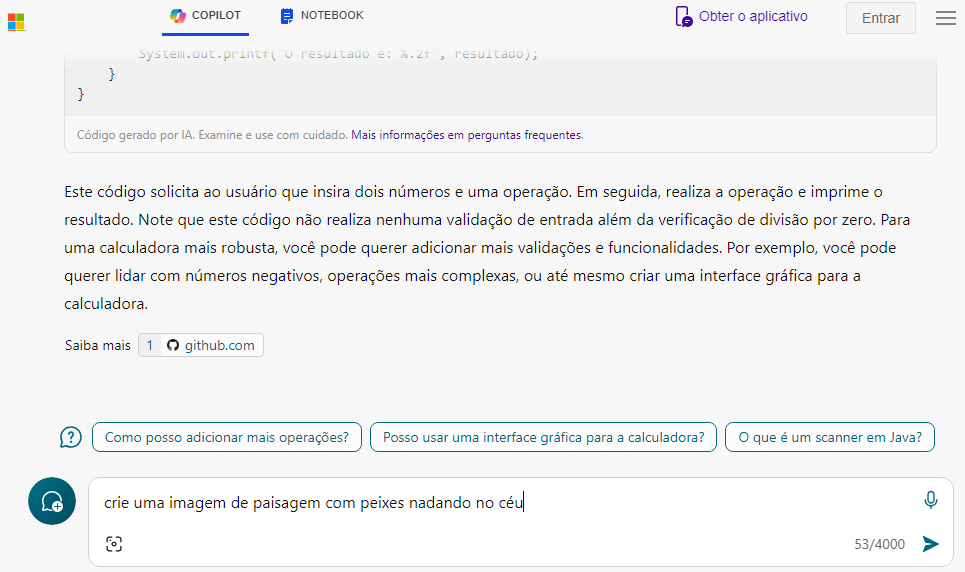 COPILOT
NOTEBOOK
Obter o aplicativo
Entrar
System.out.printf("O resultado é: %.2f", resultado);
}
}
Código gerado por IA. Examine e use com cuidado. Mais informações em perguntas frequentes.
Este código solicita ao usuário que insira dois números e uma operação. Em seguida, realiza a operação e imprime o
resultado. Note que este código não realiza nenhuma validação de entrada além da verificação de divisão por zero. Para
uma calculadora mais robusta, você pode querer adicionar mais validações e funcionalidades. Por exemplo, você pode
querer lidar com números negativos, operações mais complexas, ou até mesmo criar uma interface gráfica para a
calculadora.
Saiba mais 1 github.com
Como posso adicionar mais operações? Posso usar uma interface gráfica para a calculadora? O que é um scanner em Java?
crie uma imagem de paisagem com peixes nadando no céu
53/4000